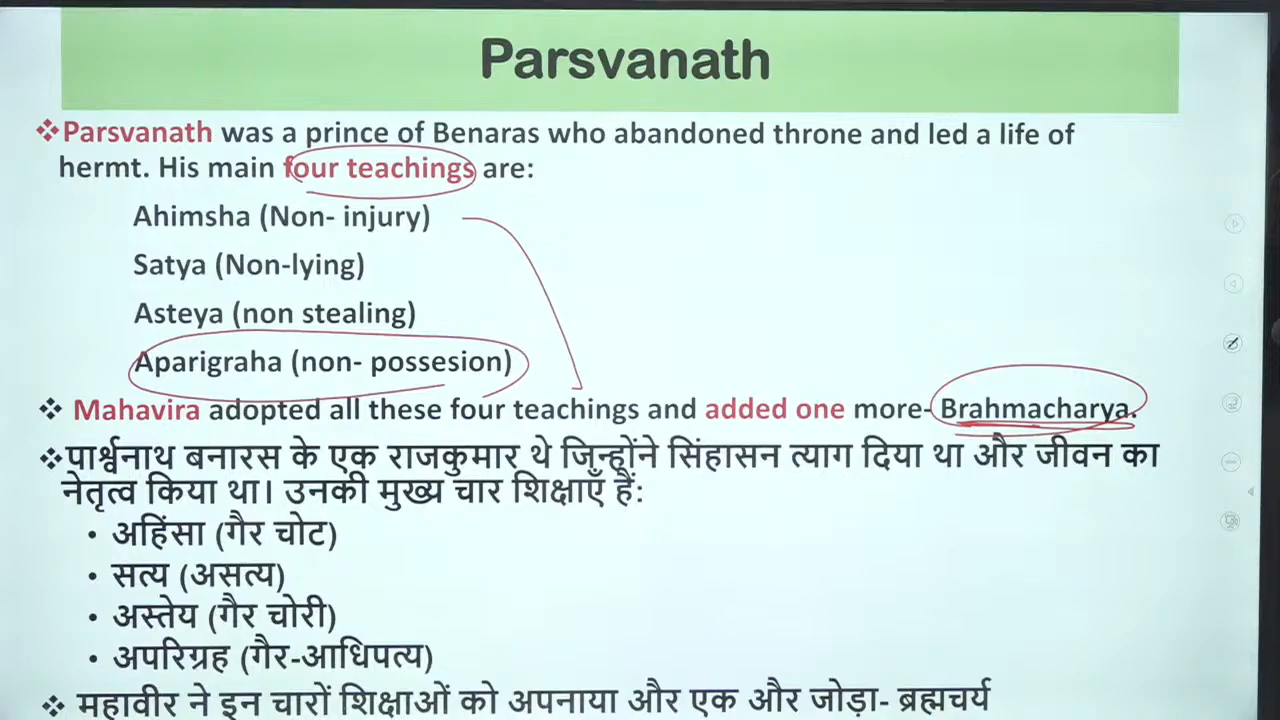 Parsvanath
❖Parsvanath was a prince of Benaras who abandoned throne and led a life of
hermt. His main four teachings are:
Ahimsha (Non- injury)
Satya (Non-lying)
Asteya (non stealing)
Aparigraha (non- possesion)
❖ Mahavira adopted all these four teachings and added one more- Brahmacharya.
❖पार्श्वनाथ बनारस के एक राजकुमार थे जिन्होंने सिंहासन त्याग दिया था और जीवन का
नेतृत्व किया था। उनकी मुख्य चार शिक्षाएँ हैं:
• अहिंसा (गैर चोट)
• सत्य (असत्य)
• अस्तेय (गैर चोरी)
• अपरिग्रह (गैर-आधिपत्य)
❖ महावीर ने इन चारों शिक्षाओं को अपनाया और एक और जोड़ा- ब्रह्मचर्य